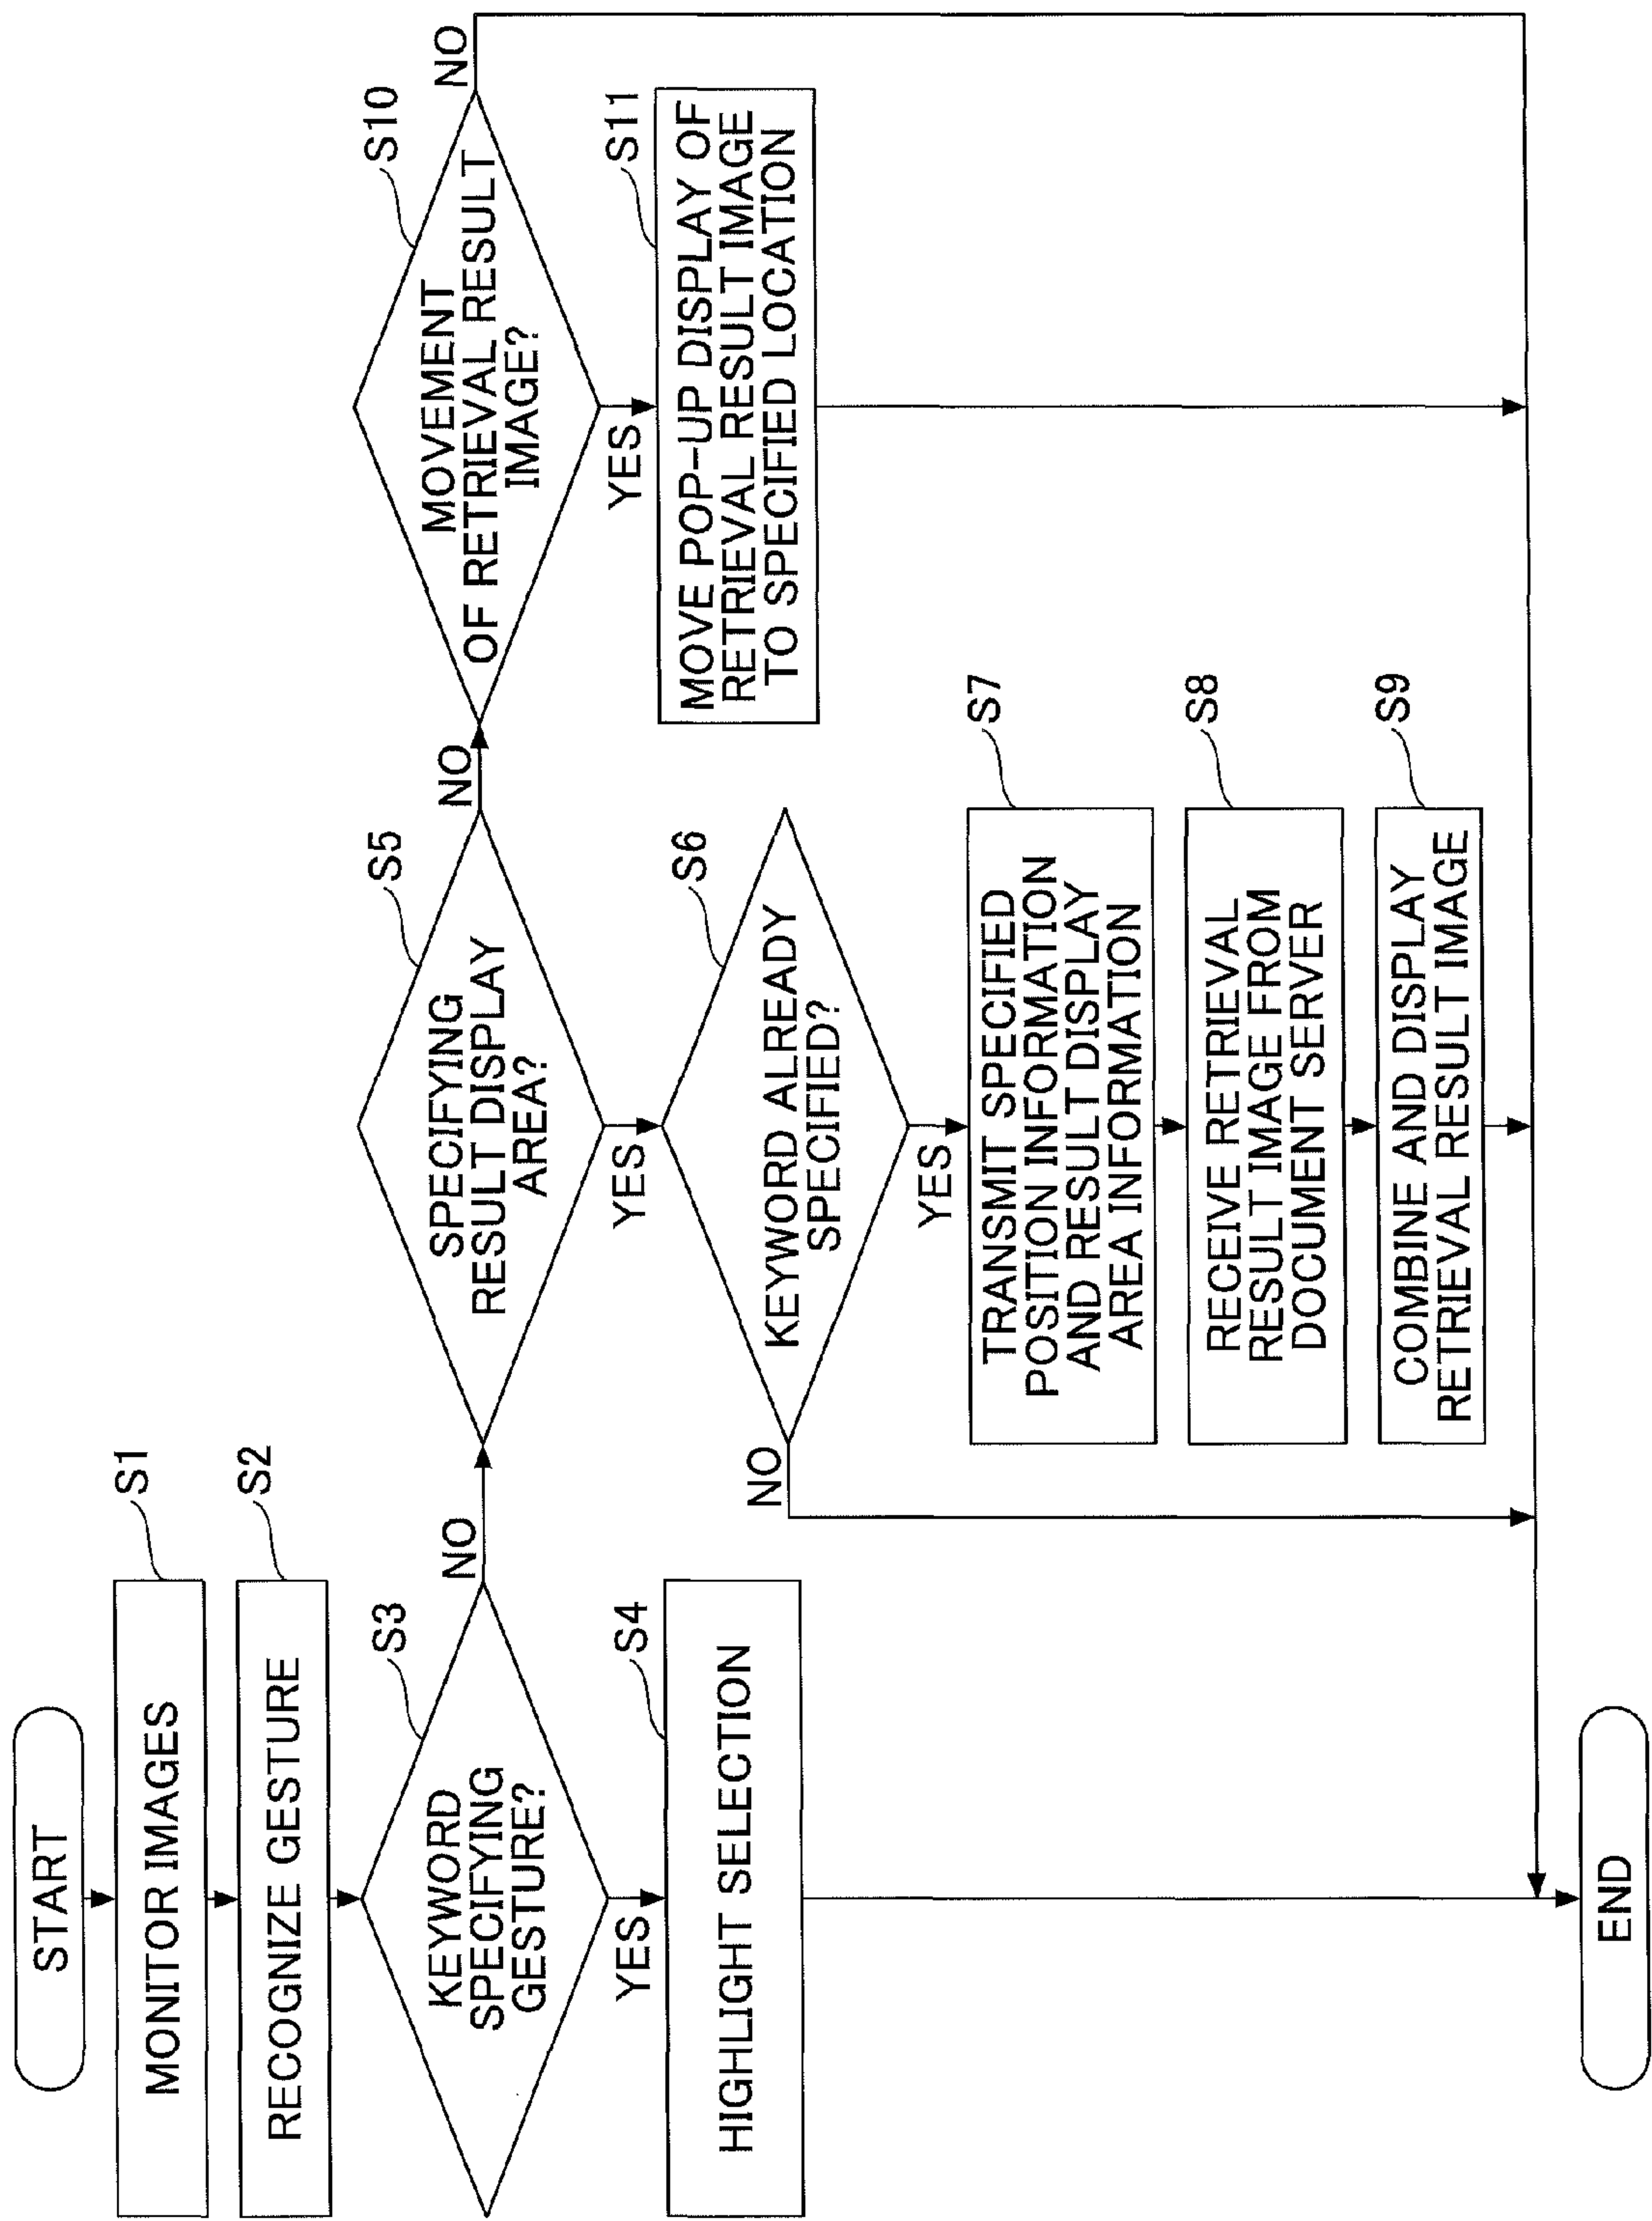 START
S1
MONITOR IMAGES
S2
RECOGNIZE GESTURE
S3
KEYWORD
SPECIFYING
GESTURE?
NO
YES
S4
HIGHLIGHT SELECTION
S5
SPECIFYING
RESULT DISPLAY
AREA?
NO
YES
S6
KEYWORD ALREADY
SPECIFIED?
NO
YES
S7
TRANSMIT SPECIFIED
POSITION INFORMATION
AND RESULT DISPLAY
AREA INFORMATION
S8
RECEIVE RETRIEVAL
RESULT IMAGE FROM
DOCUMENT SERVER
S9
COMBINE AND DISPLAY
RETRIEVAL RESULT IMAGE
S10
MOVEMENT
OF RETRIEVAL RESULT
IMAGE?
NO
YES
S11
MOVE POP-UP DISPLAY OF
RETRIEVAL RESULT IMAGE
TO SPECIFIED LOCATION
END